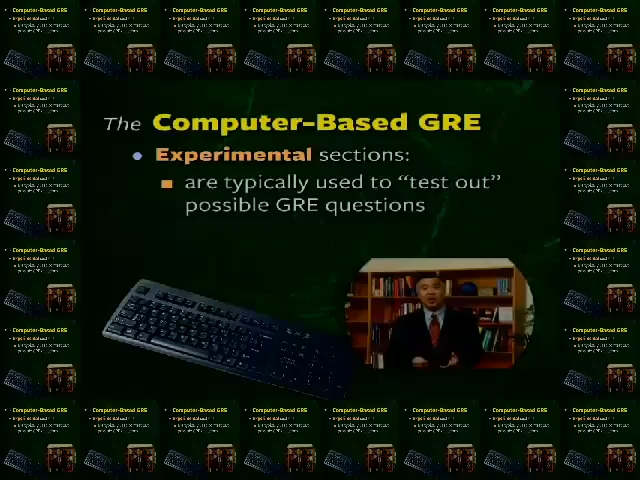 The Computer-Based GRE
Experimental sections:
are typically used to “test out”
possible GRE questions